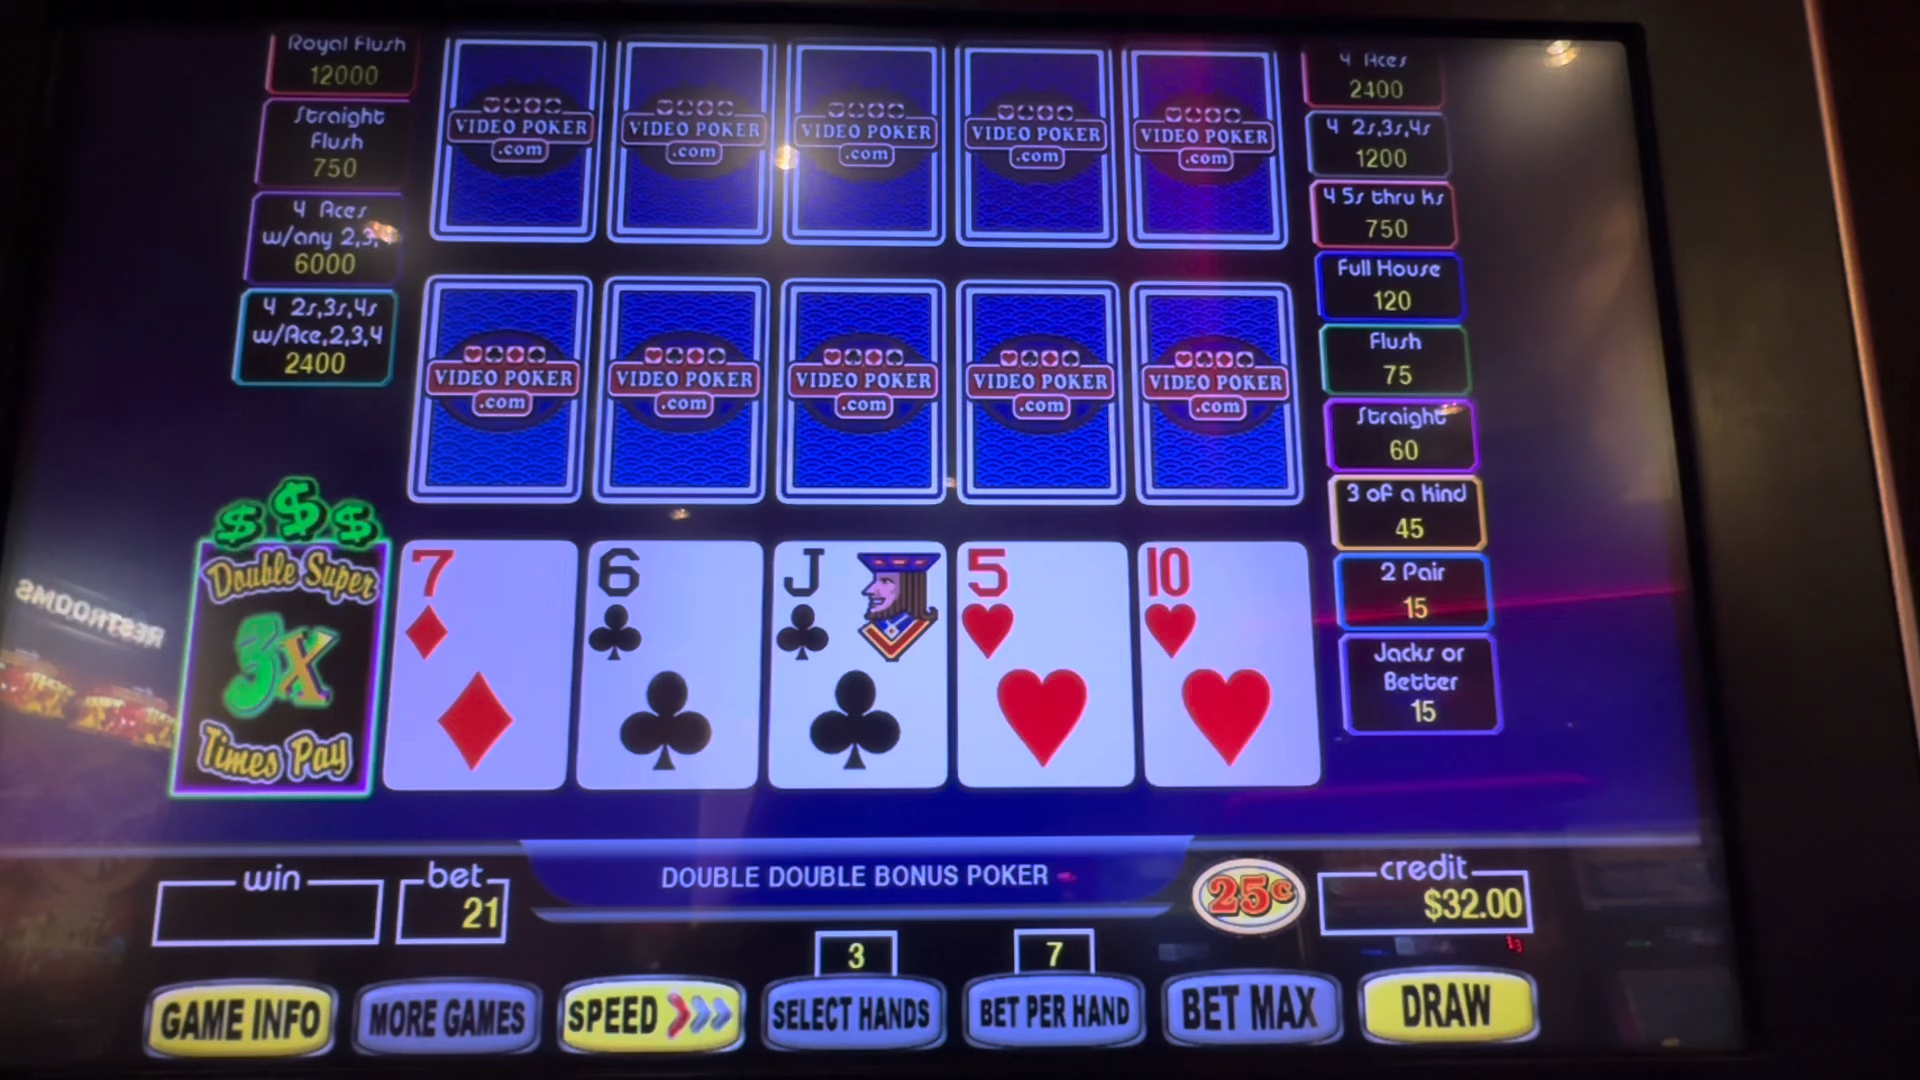 Royal Flush
12000
Straight
Flush
750
4 Aces
w/any 2,3,4
6000
4 2s,3s,4s
w/Ace,2,3,4
2400
VIDEO POKER
.com
VIDEO POKER
.com
VIDEO POKER
.com
VIDEO POKER
.com
VIDEO POKER
.com
4 Aces
2400
4 2s,3s,4s
1200
4 5s thru Ks
750
Full House
120
Flush
75
Straight
60
3 of a Kind
45
2 Pair
15
Jacks or
Better
15
VIDEO POKER
.com
VIDEO POKER
.com
VIDEO POKER
.com
VIDEO POKER
.com
VIDEO POKER
.com
RESTROOMS
$ $ $
Double Super
3X
Times Pay
7
6
J
5
10
win
bet
21
DOUBLE DOUBLE BONUS POKER
25¢
credit
$32.00
3
7
GAME INFO
MORE GAMES
SPEED
SELECT HANDS
BET PER HAND
BET MAX
DRAW